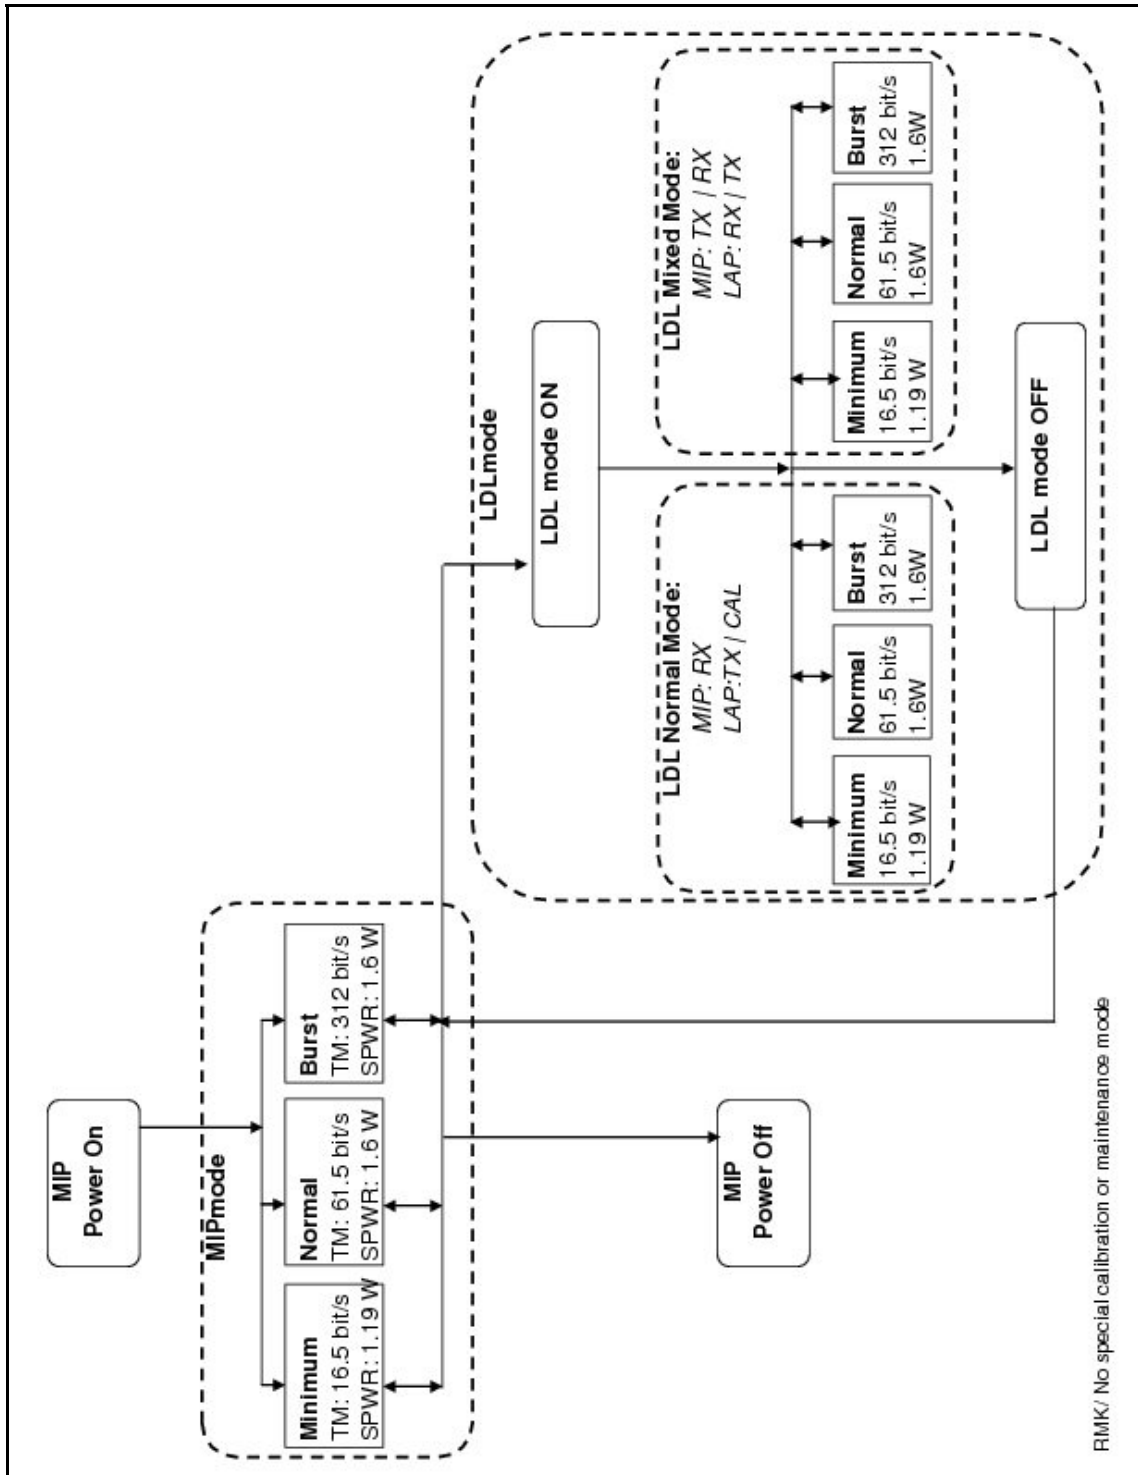 MIP
Power On
MIPmode
Minimum
TM: 16.5 bit/s
SPWR: 1.19 W
Normal
TM: 61.5 bit/s
SPWR: 1.6 W
Burst
TM: 312 bit/s
SPWR: 1.6 W
MIP
Power Off
LDLmode
LDL mode ON
LDL Normal Mode:
MIP: RX
LAP:TX | CAL
Minimum
16.5 bit/s
1.19 W
Normal
61.5 bit/s
1.6W
Burst
312 bit/s
1.6W
LDL Mixed Mode:
MIP: TX | RX
LAP: RX | TX
Minimum
16.5 bit/s
1.19 W
Normal
61.5 bit/s
1.6W
Burst
312 bit/s
1.6W
LDL mode OFF
RMK/ No special calibration or maintenance mode